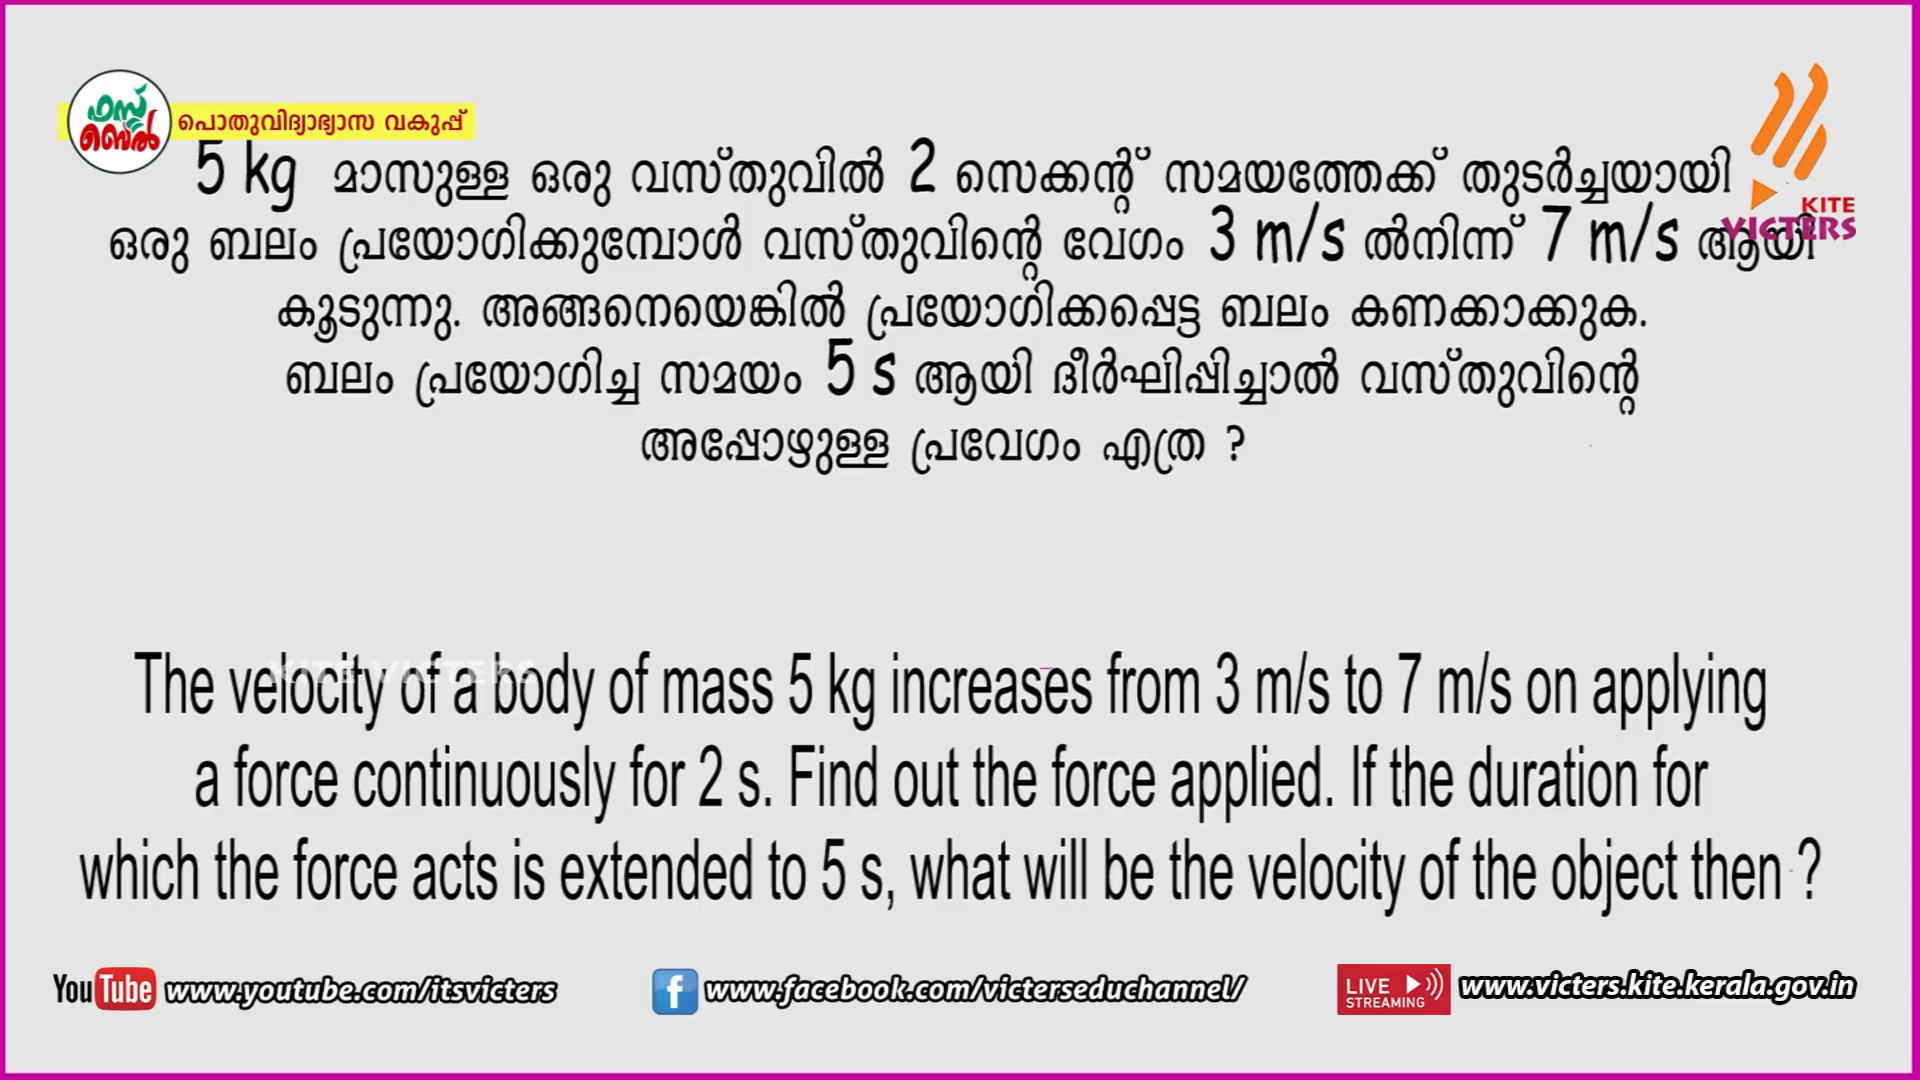 ഫസ്റ്റ്
ബെൽ
പൊതുവിദ്യാഭ്യാസ വകുപ്പ്
5 kg മാസുള്ള ഒരു വസ്തുവിൽ 2 സെക്കന്റ് സമയത്തേക്ക് തുടർച്ചയായി
KITE
VICTERS
ഒരു ബലം പ്രയോഗിക്കുമ്പോൾ വസ്തുവിന്റെ വേഗം 3 m/s ൽനിന്ന് 7 m/s ആയി
കൂടുന്നു. അങ്ങനെയെങ്കിൽ പ്രയോഗിക്കപ്പെട്ട ബലം കണക്കാക്കുക.
ബലം പ്രയോഗിച്ച സമയം 5 s ആയി ദീർഘിപ്പിച്ചാൽ വസ്തുവിന്റെ
അപ്പോഴുള്ള പ്രവേഗം എത്ര ?
KITE VICTERS
The velocity of a body of mass 5 kg increases from 3 m/s to 7 m/s on applying
a force continuously for 2 s. Find out the force applied. If the duration for
which the force acts is extended to 5 s, what will be the velocity of the object then ?
YouTube www.youtube.com/itsvicters
f www.facebook.com/victerseduchannel/
LIVE STREAMING www.victers.kite.kerala.gov.in